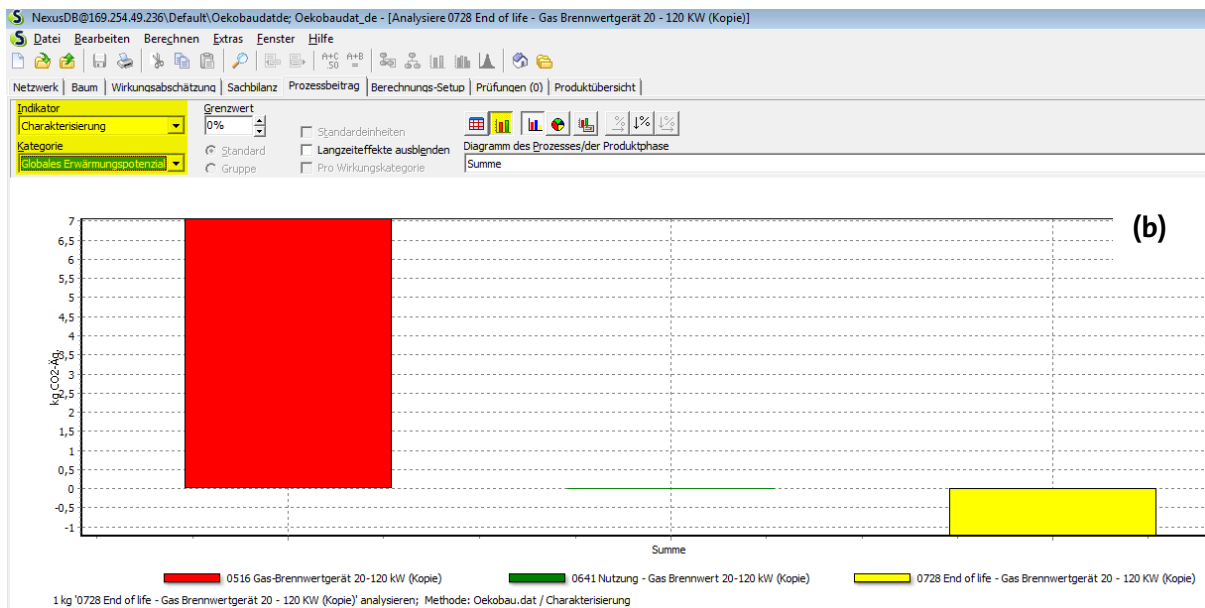 NexusDB@169.254.49.236\Default\Oekobaudatde; Oekobaudat_de - [Analysiere 0728 End of life - Gas Brennwertgerät 20 - 120 KW (Kopie)]
Datei Bearbeiten Berechnen Extras Fenster Hilfe
A+C A+B
50 =
Netzwerk Baum Wirkungsabschätzung Sachbilanz Prozessbeitrag Berechnungs-Setup Prüfungen (0) Produktübersicht
Indikator Grenzwert
Charakterisierung 0% Standardeinheiten
Kategorie Standard Langzeiteffekte ausblenden Diagramm des Prozesses/der Produktphase
Globales Erwärmungspotenzial Gruppe Pro Wirkungskategorie Summe
(b)
7
6,5
6
5,5
5
4,5
4
3,5
3
2,5
2
1,5
1
0,5
0
-0,5
-1
kg CO2-Äq.
Summe
0516 Gas-Brennwertgerät 20-120 kW (Kopie) 0641 Nutzung - Gas Brennwert 20-120 kW (Kopie) 0728 End of life - Gas Brennwertgerät 20 - 120 KW (Kopie)
1 kg '0728 End of life - Gas Brennwertgerät 20 - 120 KW (Kopie)' analysieren; Methode: Oekobau.dat / Charakterisierung